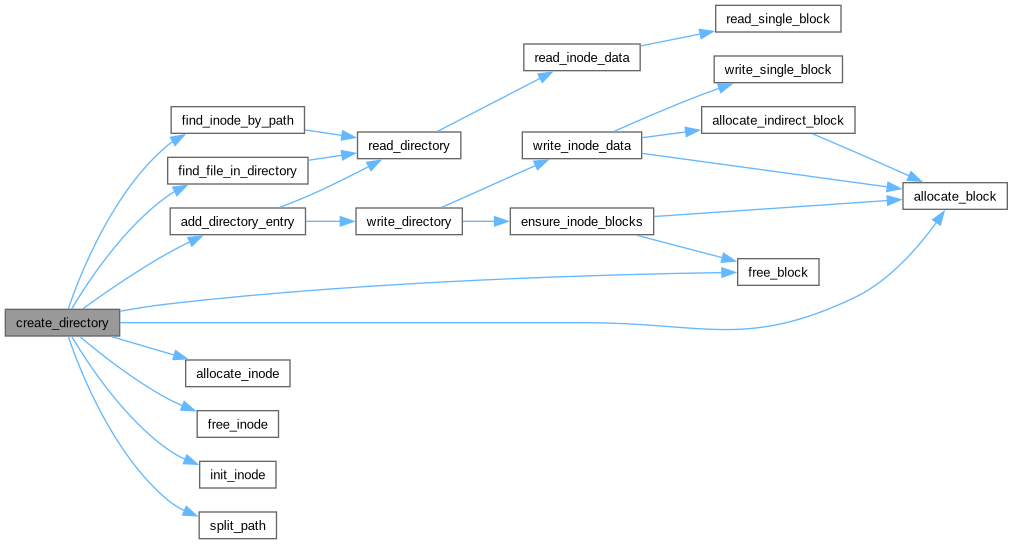 read_single_block
read_inode_data
write_single_block
find_inode_by_path
allocate_indirect_block
read_directory
write_inode_data
find_file_in_directory
allocate_block
add_directory_entry
write_directory
ensure_inode_blocks
free_block
create_directory
allocate_inode
free_inode
init_inode
split_path